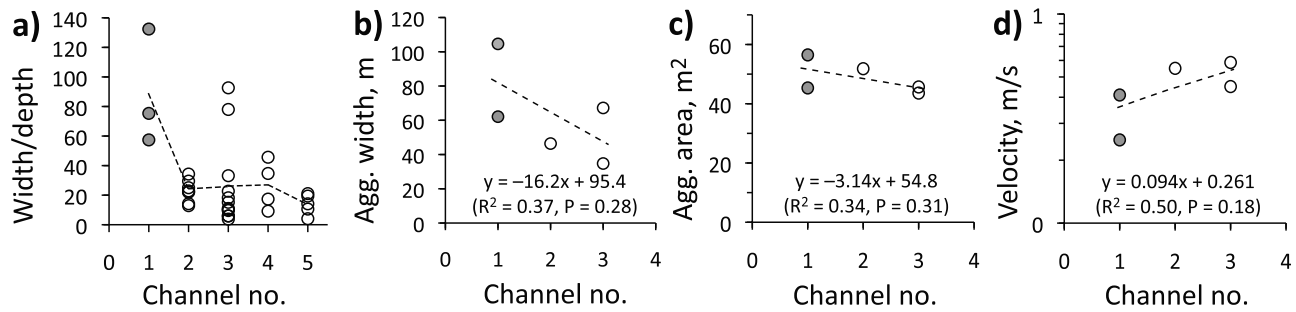 a)
Width/depth
140
120
100
80
60
40
20
0
0 1 2 3 4 5
Channel no.
b)
Agg. width, m
120
100
80
60
40
20
0
y = –16.2x + 95.4
(R² = 0.37, P = 0.28)
0 1 2 3 4
Channel no.
c)
Agg. area, m²
60
40
20
0
y = –3.14x + 54.8
(R² = 0.34, P = 0.31)
0 1 2 3 4
Channel no.
d)
Velocity, m/s
1
0
y = 0.094x + 0.261
(R² = 0.50, P = 0.18)
0 1 2 3 4
Channel no.